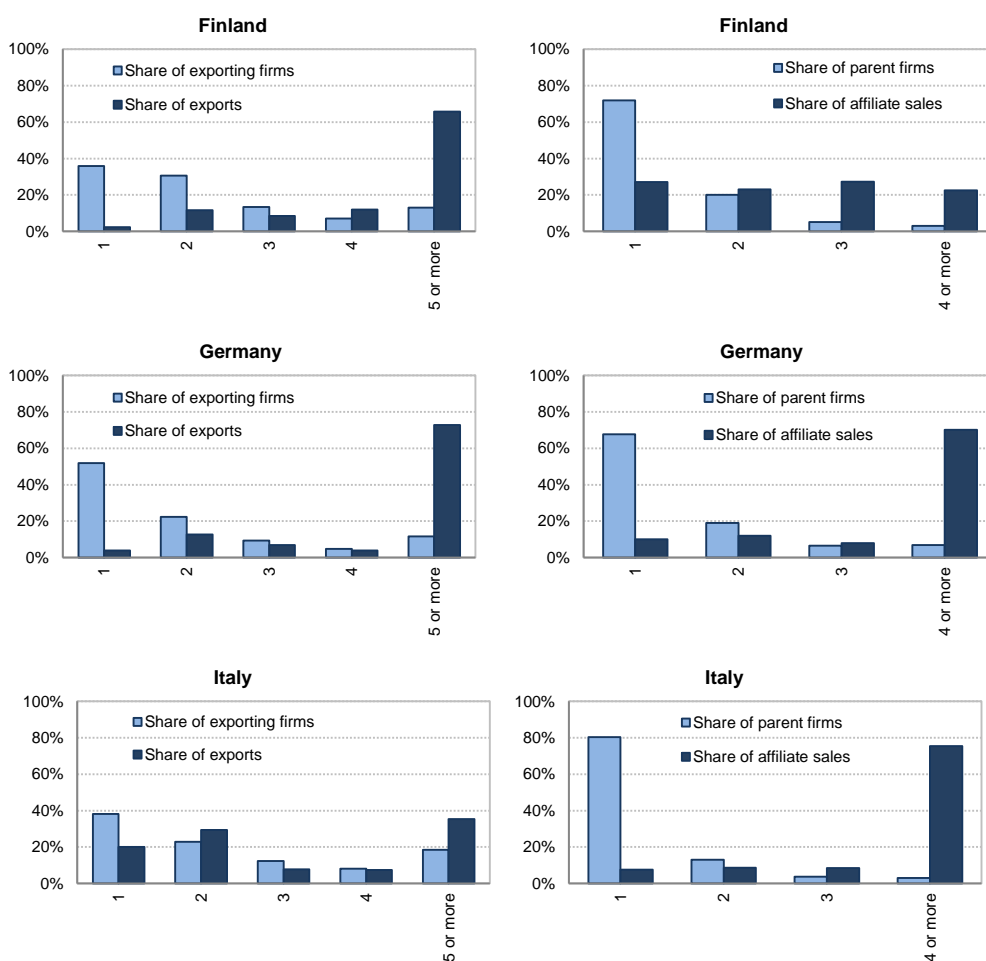 Finland
100%
80%
60%
40%
20%
0%
Share of exporting firms
Share of exports
1
2
3
4
5 or more
Finland
100%
80%
60%
40%
20%
0%
Share of parent firms
Share of affiliate sales
1
2
3
4 or more
Germany
100%
80%
60%
40%
20%
0%
Share of exporting firms
Share of exports
1
2
3
4
5 or more
Germany
100%
80%
60%
40%
20%
0%
Share of parent firms
Share of affiliate sales
1
2
3
4 or more
Italy
100%
80%
60%
40%
20%
0%
Share of exporting firms
Share of exports
1
2
3
4
5 or more
Italy
100%
80%
60%
40%
20%
0%
Share of parent firms
Share of affiliate sales
1
2
3
4 or more